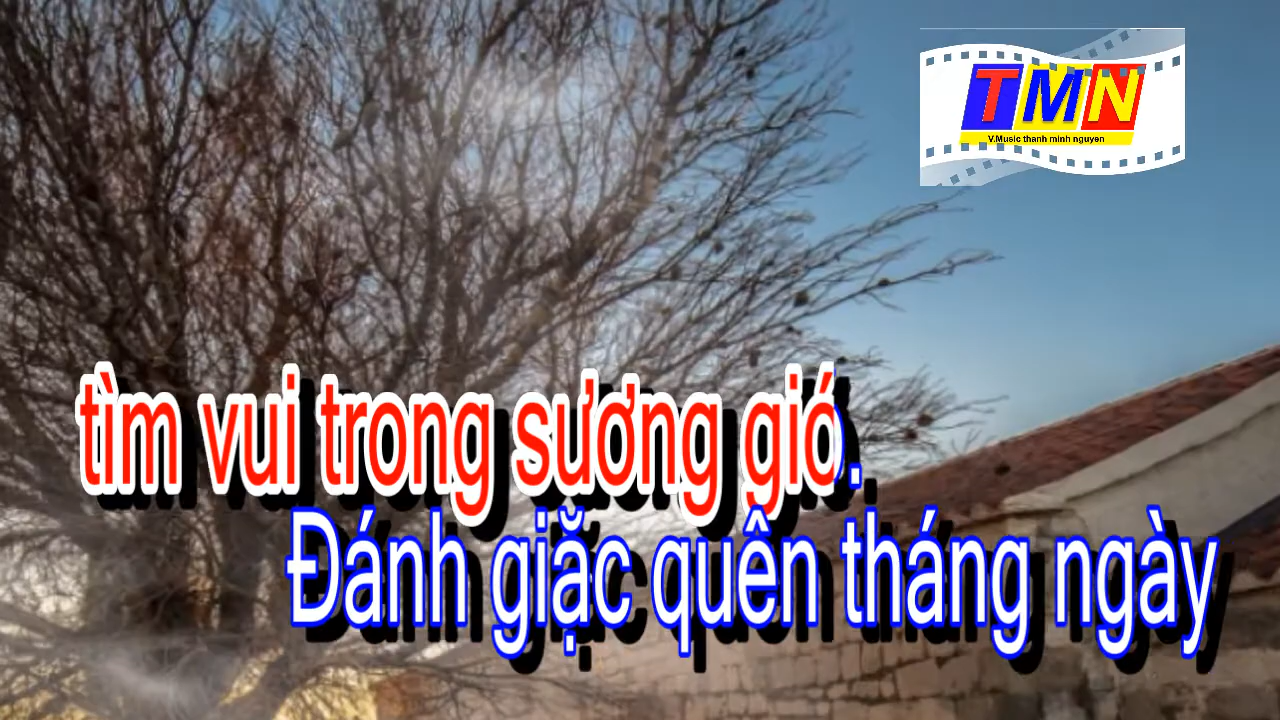 TMN
V.Music thanh minh nguyen
tìm vui trong sương gió.
Đánh giặc quên tháng ngày